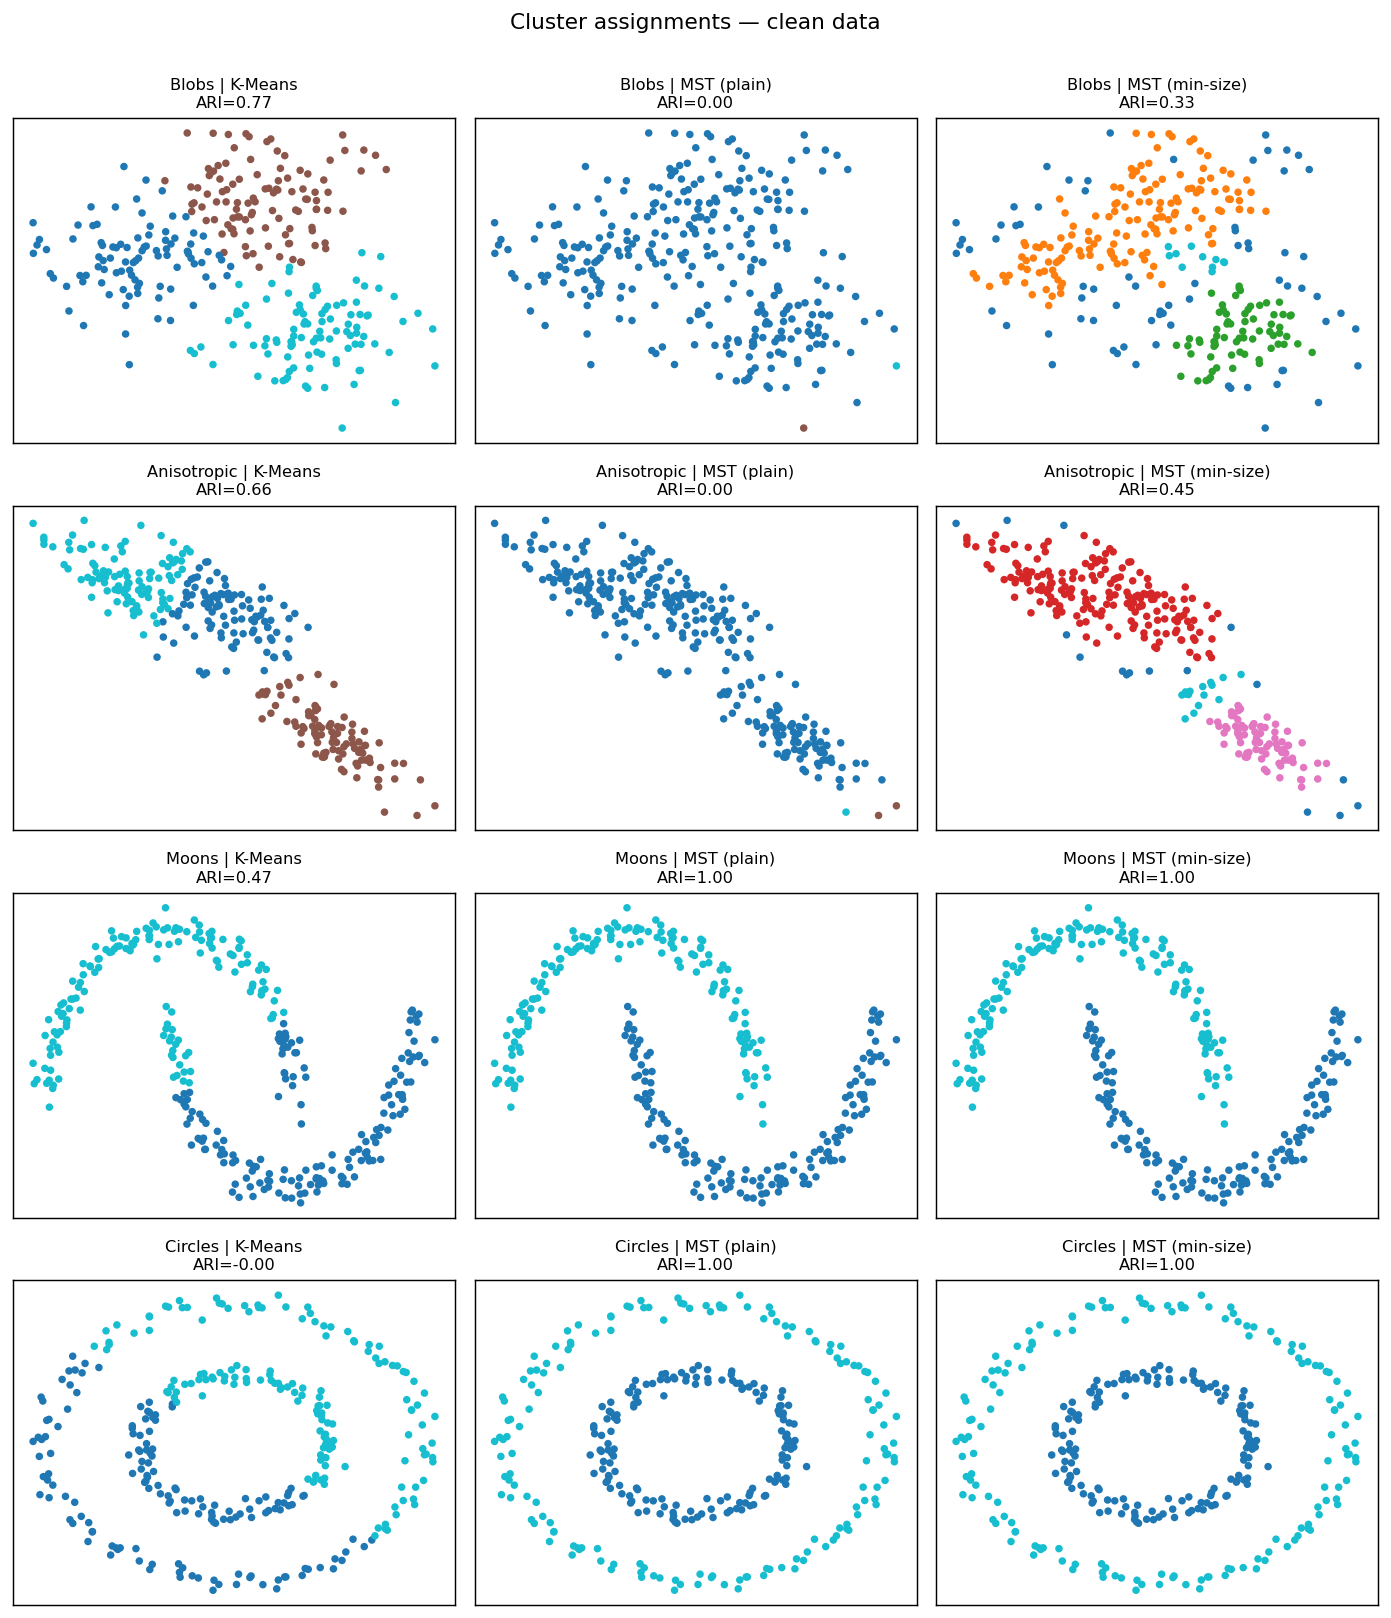 Cluster assignments — clean data
Blobs | K-Means
ARI=0.77
Blobs | MST (plain)
ARI=0.00
Blobs | MST (min-size)
ARI=0.33
Anisotropic | K-Means
ARI=0.66
Anisotropic | MST (plain)
ARI=0.00
Anisotropic | MST (min-size)
ARI=0.45
Moons | K-Means
ARI=0.47
Moons | MST (plain)
ARI=1.00
Moons | MST (min-size)
ARI=1.00
Circles | K-Means
ARI=-0.00
Circles | MST (plain)
ARI=1.00
Circles | MST (min-size)
ARI=1.00